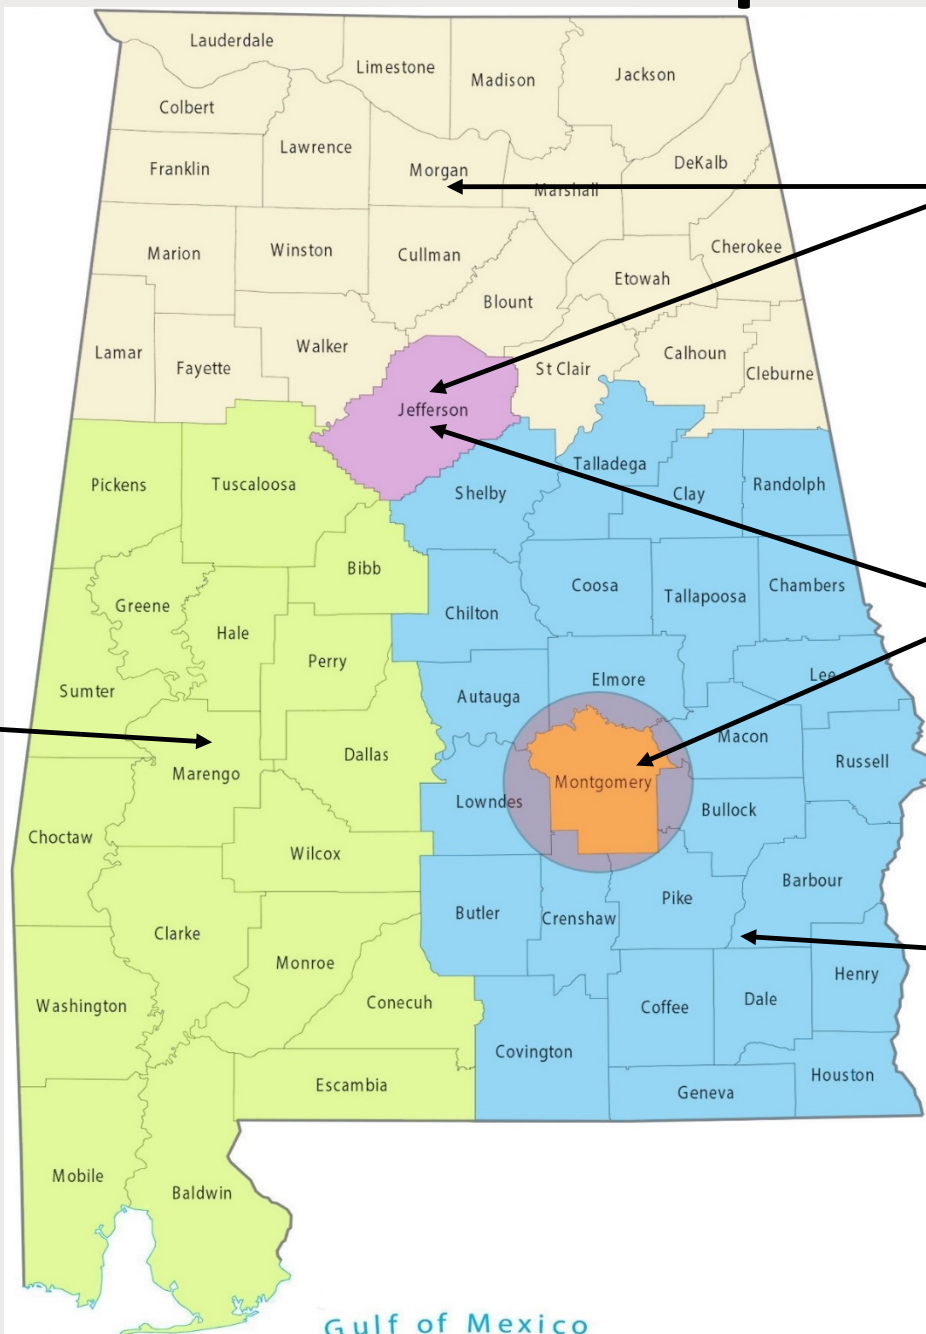 Lauderdale
Limestone
Madison
Jackson
Colbert
Lawrence
Franklin
Morgan
Marshall
DeKalb
Marion
Winston
Cullman
Cherokee
Etowah
Blount
Lamar
Fayette
Walker
St Clair
Calhoun
Cleburne
Jefferson
Pickens
Tuscaloosa
Shelby
Talladega
Clay
Randolph
Bibb
Greene
Hale
Chilton
Coosa
Tallapoosa
Chambers
Perry
Sumter
Autauga
Elmore
Lee
Marengo
Dallas
Macon
Russell
Montgomery
Lowndes
Bullock
Choctaw
Wilcox
Barbour
Pike
Butler
Crenshaw
Clarke
Monroe
Henry
Washington
Conecuh
Coffee
Dale
Covington
Escambia
Geneva
Houston
Mobile
Baldwin
Gulf of Mexico